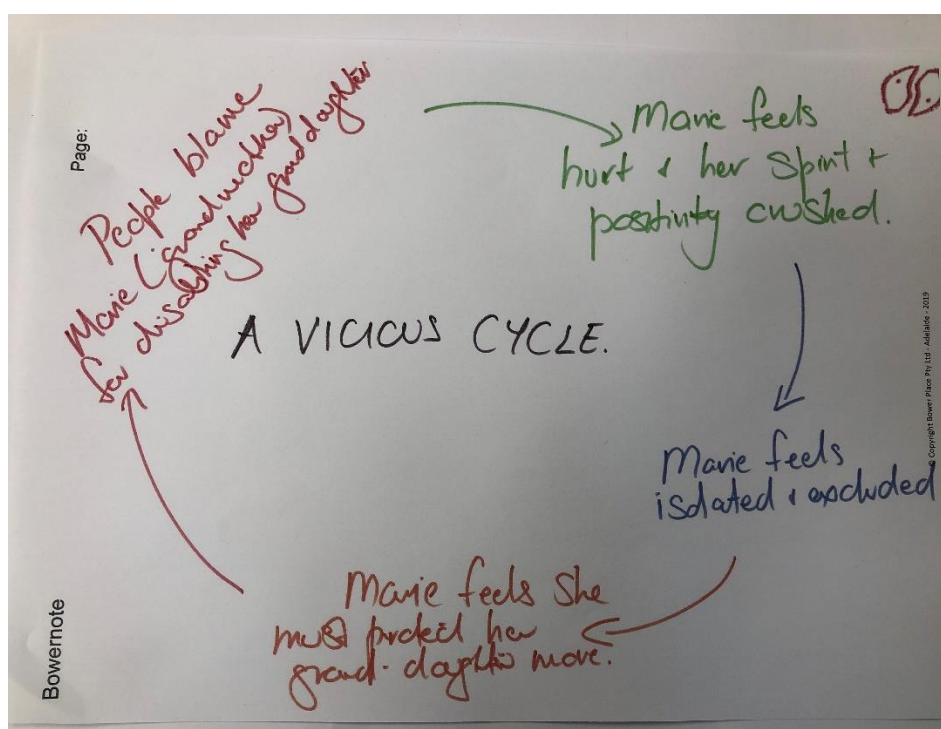 Page:
People blame
Marie (grandmother)
for disabling her granddaughter
Marie feels
hurt & her spirit &
positivity crushed.
A VICIOUS CYCLE.
Marie feels
isolated & excluded
Marie feels she
must protect her
grand-daughter more.
Bowernote
© Copyright Bower Place Pty Ltd - Adelaide - 2019